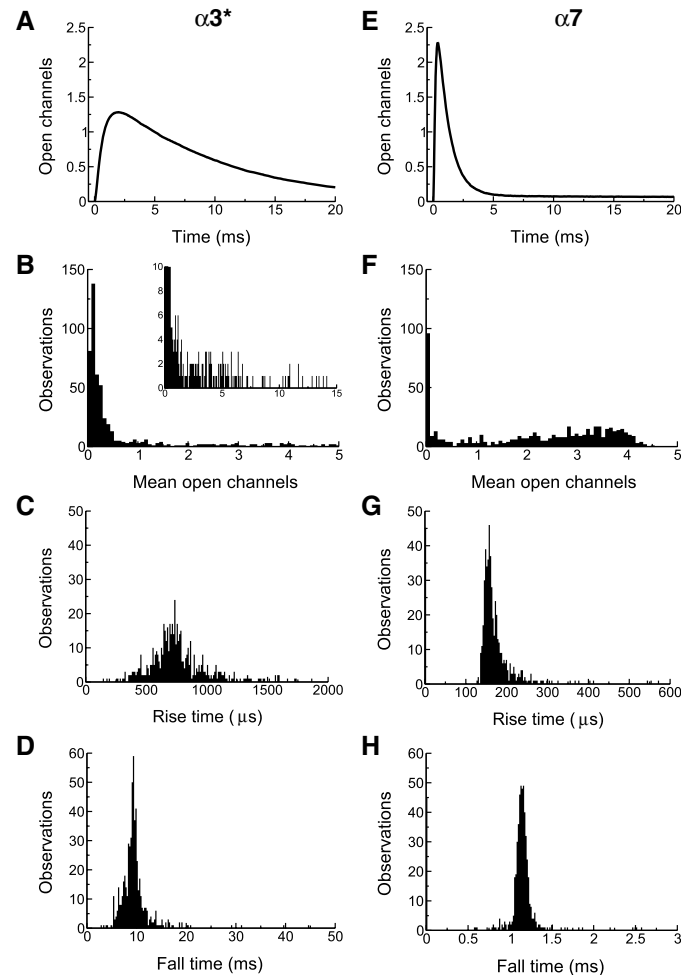 A α3*
2.5
2
1.5
1
0.5
0
Open channels
0 5 10 15 20
Time (ms)
E α7
2.5
2
1.5
1
0.5
0
Open channels
0 5 10 15 20
Time (ms)
B
150
100
50
0
Observations
10
8
6
4
2
0
0 5 10 15
0 1 2 3 4 5
Mean open channels
F
150
100
50
0
Observations
0 1 2 3 4 5
Mean open channels
C
50
40
30
20
10
0
Observations
0 500 1000 1500 2000
Rise time (μs)
G
50
40
30
20
10
0
Observations
0 100 200 300 400 500 600
Rise time (μs)
D
60
50
40
30
20
10
0
Observations
0 10 20 30 40 50
Fall time (ms)
H
60
50
40
30
20
10
0
Observations
0 0.5 1 1.5 2 2.5 3
Fall time (ms)